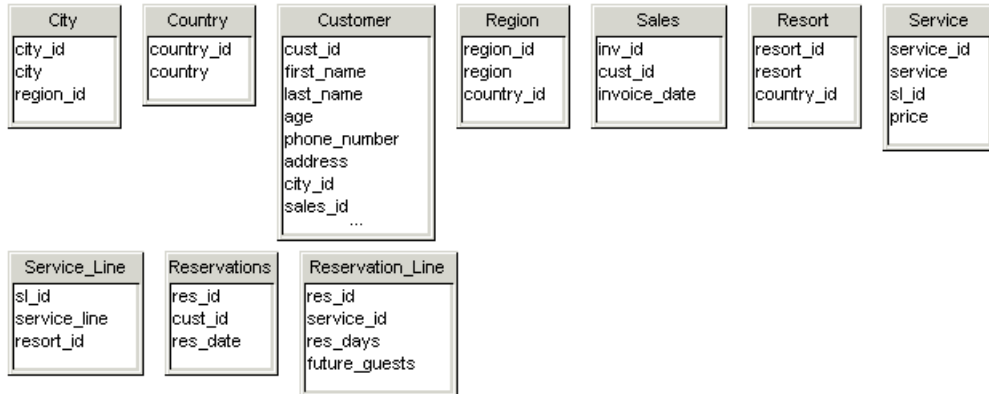 City
city_id
city
region_id
Country
country_id
country
Customer
cust_id
first_name
last_name
age
phone_number
address
city_id
sales_id
...
Region
region_id
region
country_id
Sales
inv_id
cust_id
invoice_date
Resort
resort_id
resort
country_id
Service
service_id
service
sl_id
price
Service_Line
sl_id
service_line
resort_id
Reservations
res_id
cust_id
res_date
Reservation_Line
res_id
service_id
res_days
future_guests